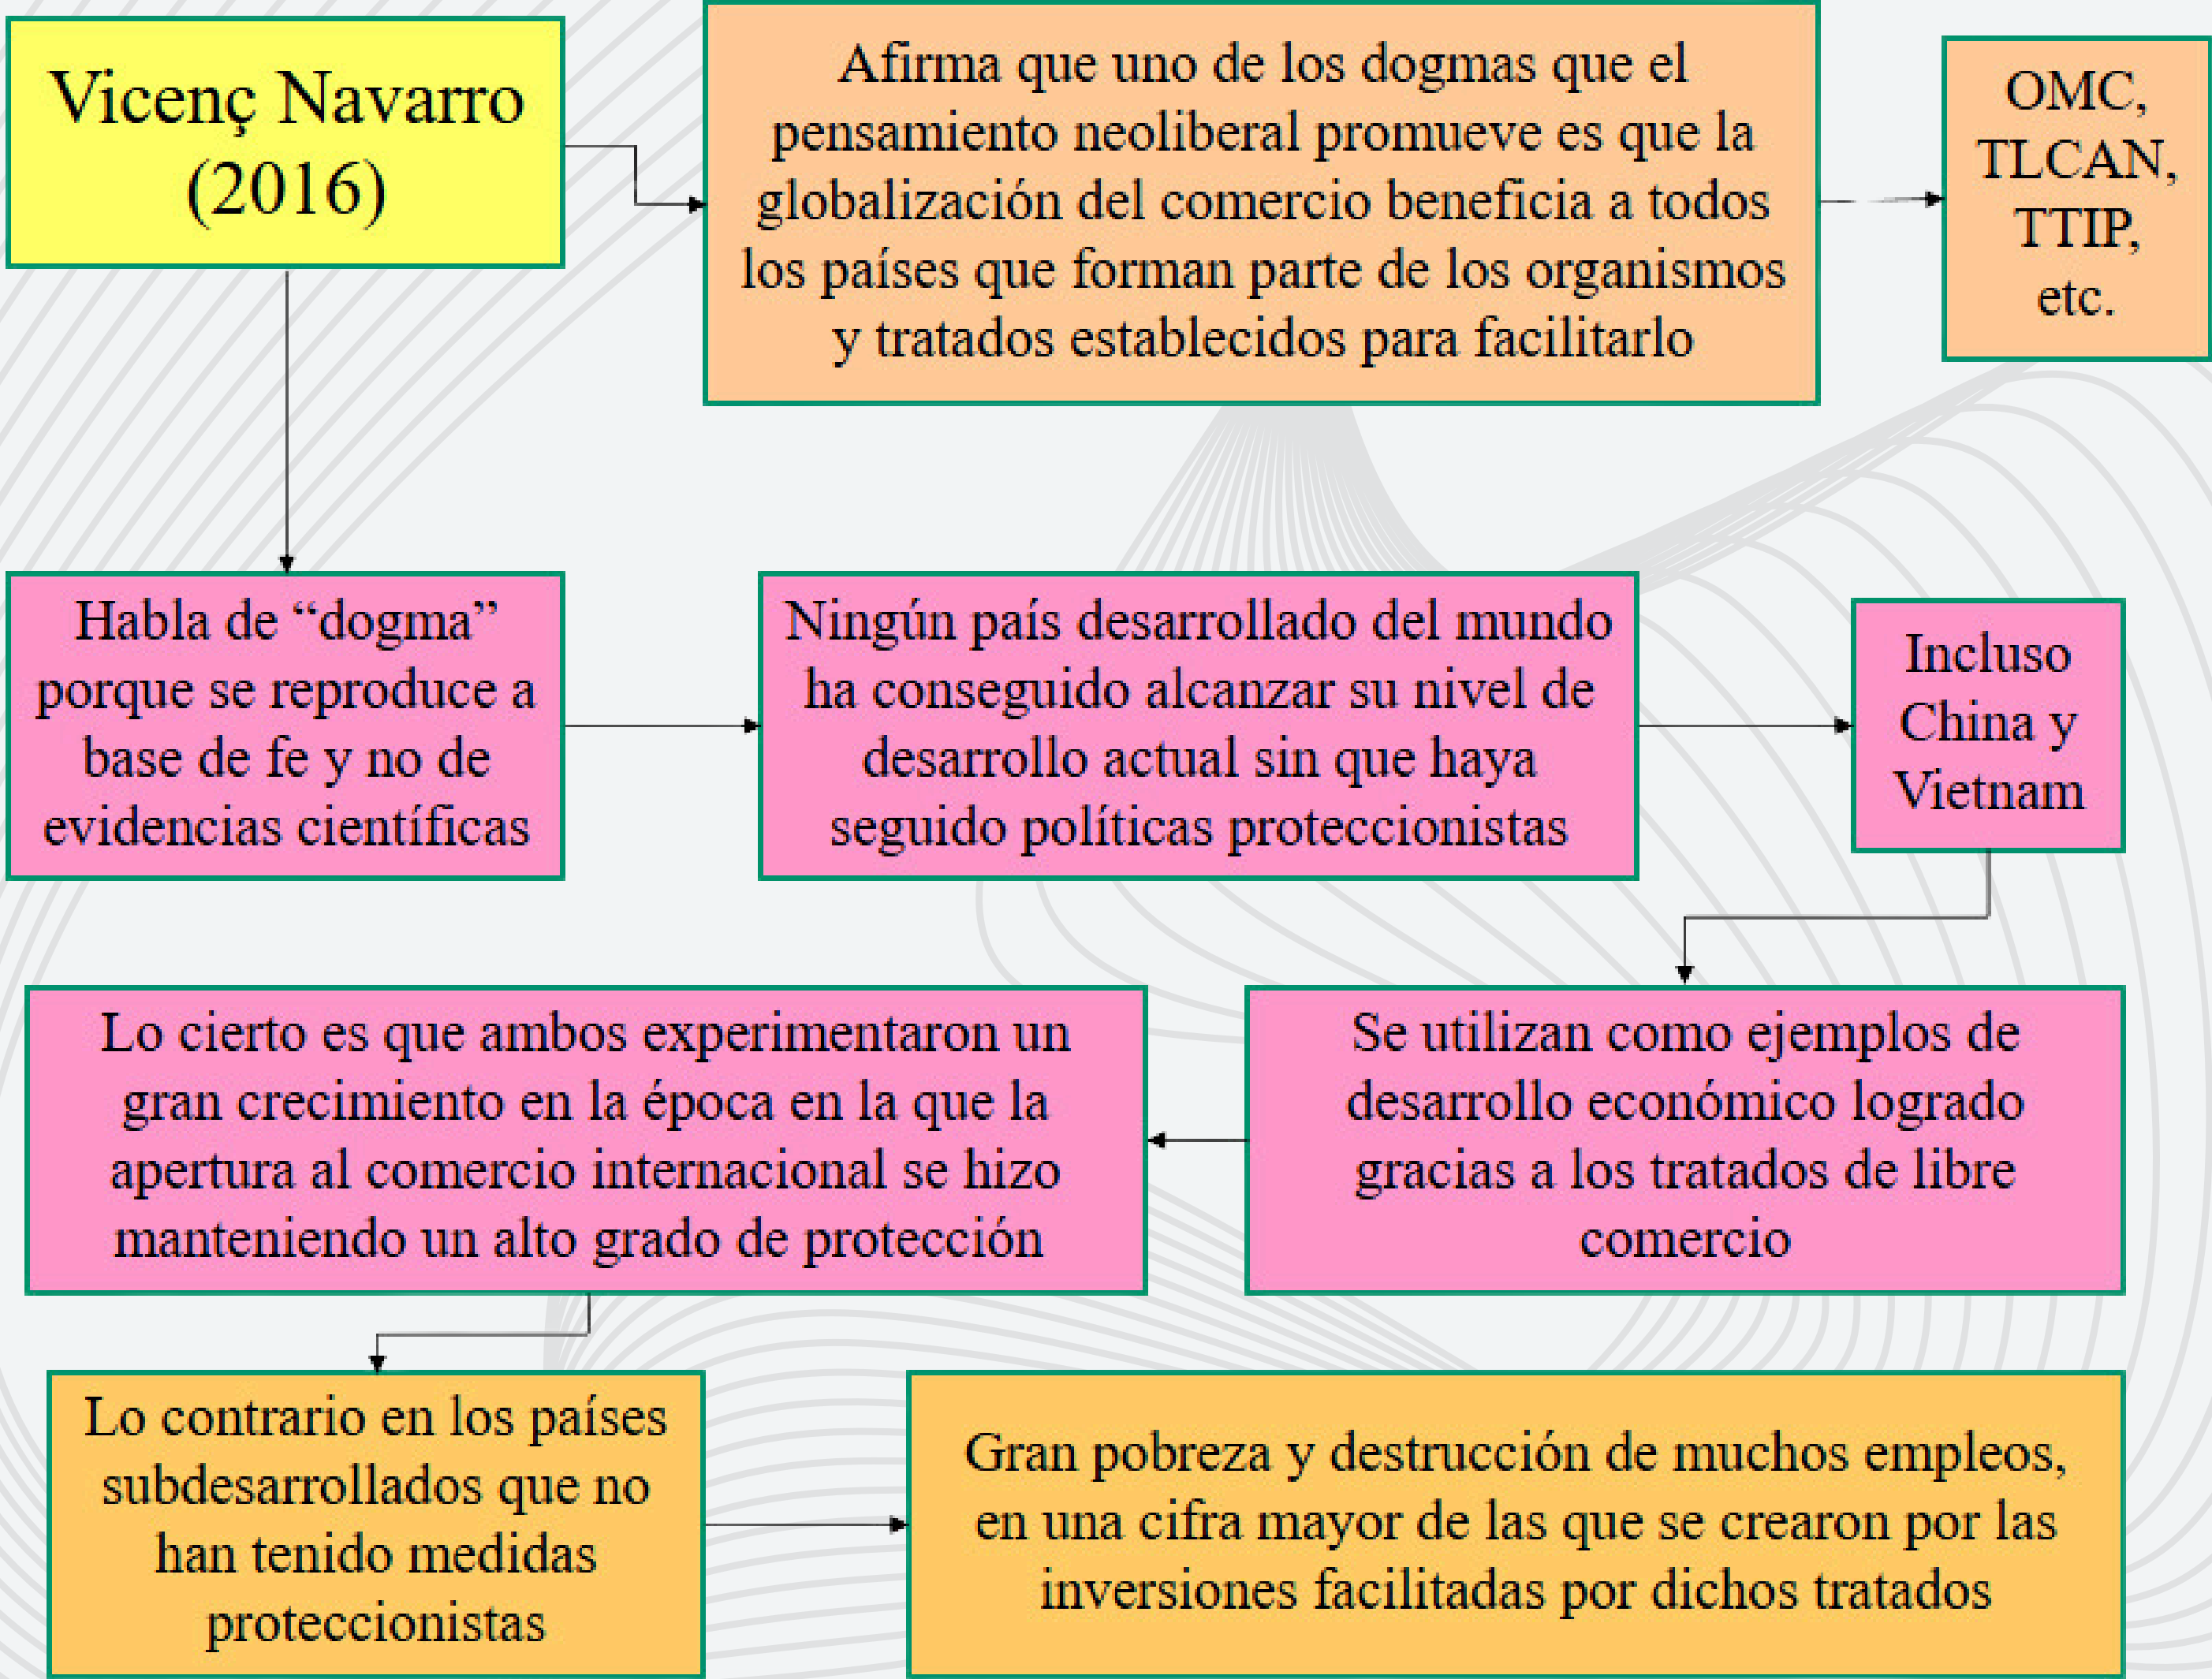 Vicenç Navarro
(2016)
Afirma que uno de los dogmas que el
pensamiento neoliberal promueve es que la
globalización del comercio beneficia a todos
los países que forman parte de los organismos
y tratados establecidos para facilitarlo
OMC,
TLCAN,
TTIP,
etc.
Habla de “dogma”
porque se reproduce a
base de fe y no de
evidencias científicas
Ningún país desarrollado del mundo
ha conseguido alcanzar su nivel de
desarrollo actual sin que haya
seguido políticas proteccionistas
Incluso
China y
Vietnam
Se utilizan como ejemplos de
desarrollo económico logrado
gracias a los tratados de libre
comercio
Lo cierto es que ambos experimentaron un
gran crecimiento en la época en la que la
apertura al comercio internacional se hizo
manteniendo un alto grado de protección
Lo contrario en los países
subdesarrollados que no
han tenido medidas
proteccionistas
Gran pobreza y destrucción de muchos empleos,
en una cifra mayor de las que se crearon por las
inversiones facilitadas por dichos tratados